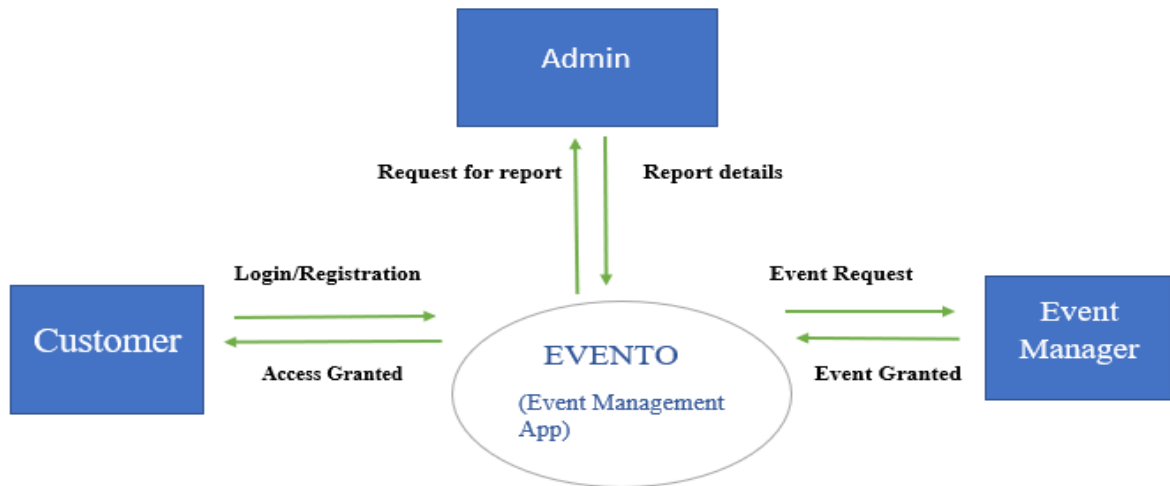 Admin
Request for report
Report details
Login/Registration
Event Request
Customer
Event
Manager
EVENTO
(Event Management
App)
Access Granted
Event Granted